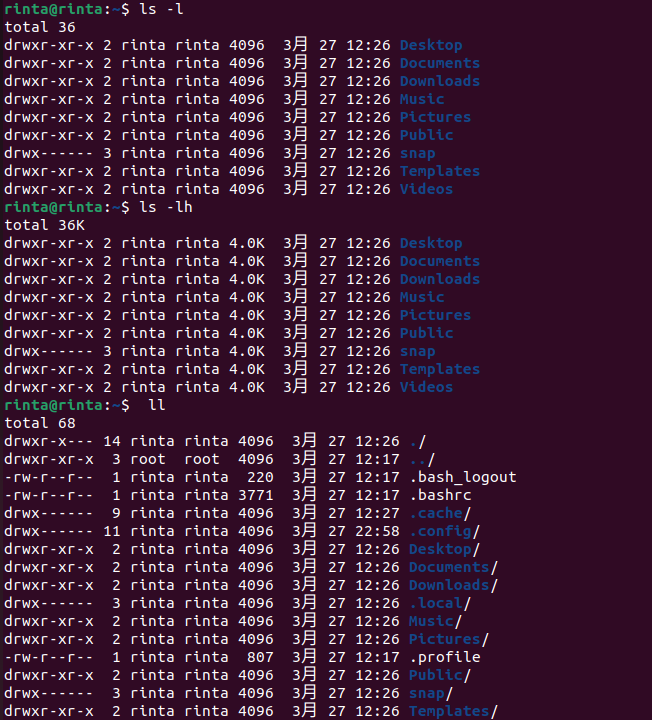 rinta@rinta:~$ ls -l
total 36
drwxr-xr-x 2 rinta rinta 4096  3月 27 12:26 Desktop
drwxr-xr-x 2 rinta rinta 4096  3月 27 12:26 Documents
drwxr-xr-x 2 rinta rinta 4096  3月 27 12:26 Downloads
drwxr-xr-x 2 rinta rinta 4096  3月 27 12:26 Music
drwxr-xr-x 2 rinta rinta 4096  3月 27 12:26 Pictures
drwxr-xr-x 2 rinta rinta 4096  3月 27 12:26 Public
drwx------ 3 rinta rinta 4096  3月 27 12:26 snap
drwxr-xr-x 2 rinta rinta 4096  3月 27 12:26 Templates
drwxr-xr-x 2 rinta rinta 4096  3月 27 12:26 Videos
rinta@rinta:~$ ls -lh
total 36K
drwxr-xr-x 2 rinta rinta 4.0K  3月 27 12:26 Desktop
drwxr-xr-x 2 rinta rinta 4.0K  3月 27 12:26 Documents
drwxr-xr-x 2 rinta rinta 4.0K  3月 27 12:26 Downloads
drwxr-xr-x 2 rinta rinta 4.0K  3月 27 12:26 Music
drwxr-xr-x 2 rinta rinta 4.0K  3月 27 12:26 Pictures
drwxr-xr-x 2 rinta rinta 4.0K  3月 27 12:26 Public
drwx------ 3 rinta rinta 4.0K  3月 27 12:26 snap
drwxr-xr-x 2 rinta rinta 4.0K  3月 27 12:26 Templates
drwxr-xr-x 2 rinta rinta 4.0K  3月 27 12:26 Videos
rinta@rinta:~$  ll
total 68
drwxr-x--- 14 rinta rinta 4096  3月 27 12:26 ./
drwxr-xr-x  3 root  root  4096  3月 27 12:17 ../
-rw-r--r--  1 rinta rinta  220  3月 27 12:17 .bash_logout
-rw-r--r--  1 rinta rinta 3771  3月 27 12:17 .bashrc
drwx------  9 rinta rinta 4096  3月 27 12:27 .cache/
drwx------ 11 rinta rinta 4096  3月 27 22:58 .config/
drwxr-xr-x  2 rinta rinta 4096  3月 27 12:26 Desktop/
drwxr-xr-x  2 rinta rinta 4096  3月 27 12:26 Documents/
drwxr-xr-x  2 rinta rinta 4096  3月 27 12:26 Downloads/
drwx------  3 rinta rinta 4096  3月 27 12:26 .local/
drwxr-xr-x  2 rinta rinta 4096  3月 27 12:26 Music/
drwxr-xr-x  2 rinta rinta 4096  3月 27 12:26 Pictures/
-rw-r--r--  1 rinta rinta  807  3月 27 12:17 .profile
drwxr-xr-x  2 rinta rinta 4096  3月 27 12:26 Public/
drwx------  3 rinta rinta 4096  3月 27 12:26 snap/
drwxr-xr-x  2 rinta rinta 4096  3月 27 12:26 Templates/